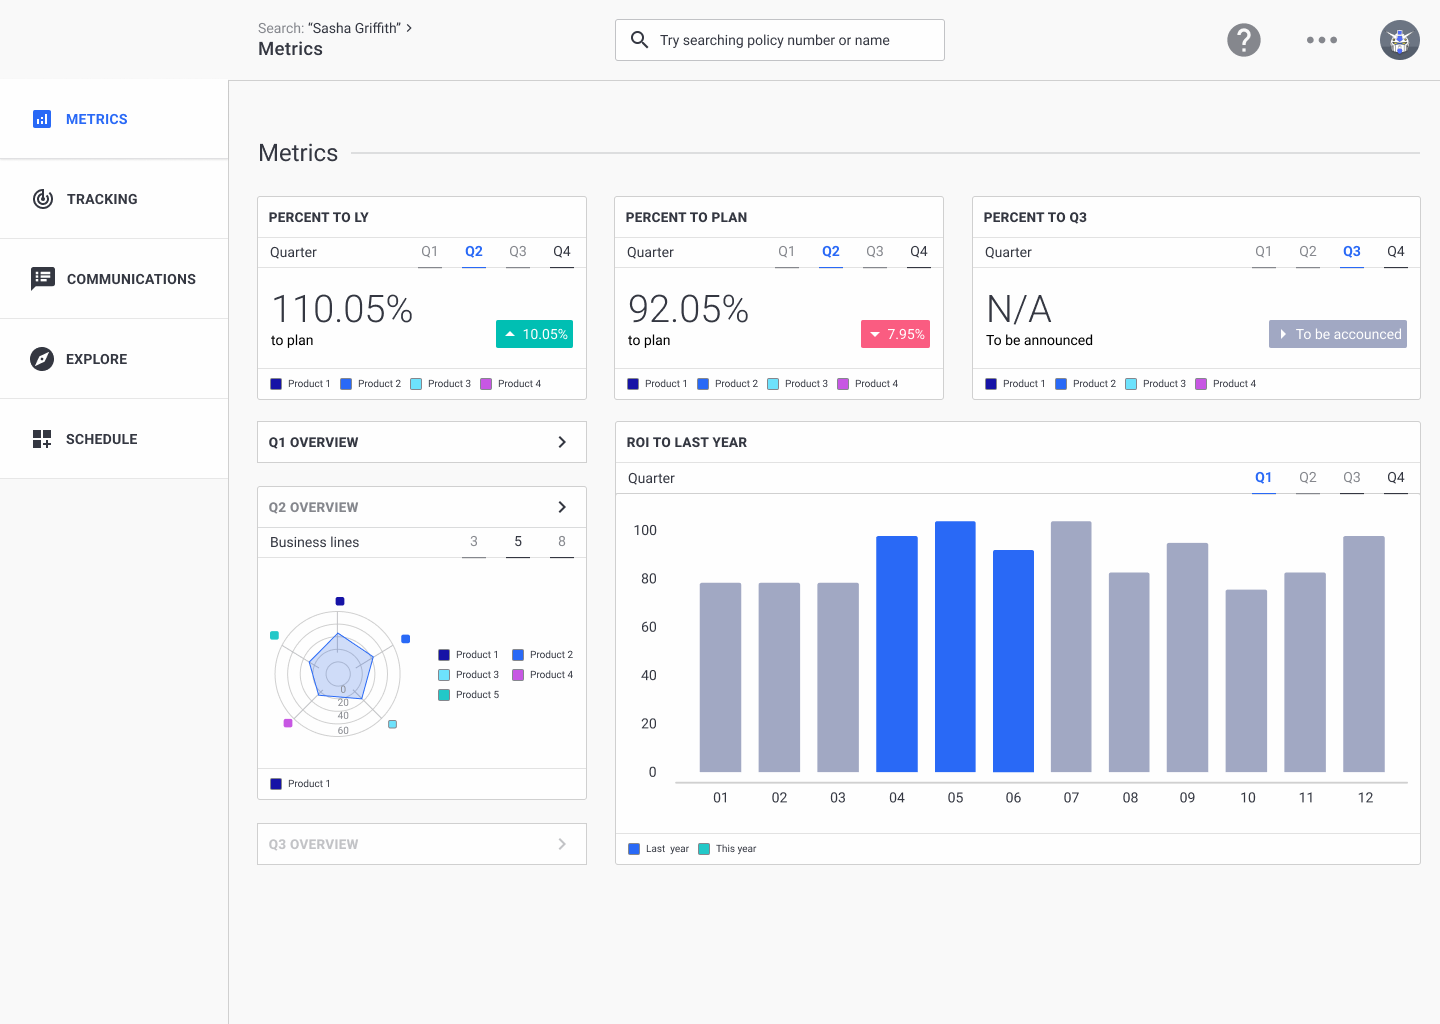 Search: “Sasha Griffith”
Metrics
Try searching policy number or name
?
METRICS
TRACKING
COMMUNICATIONS
EXPLORE
SCHEDULE
Metrics
PERCENT TO LY
Quarter Q1 Q2 Q3 Q4
110.05%
to plan
10.05%
Product 1 Product 2 Product 3 Product 4
PERCENT TO PLAN
Quarter Q1 Q2 Q3 Q4
92.05%
to plan
7.95%
Product 1 Product 2 Product 3 Product 4
PERCENT TO Q3
Quarter Q1 Q2 Q3 Q4
N/A
To be announced
To be accounced
Product 1 Product 2 Product 3 Product 4
Q1 OVERVIEW
Q2 OVERVIEW
Business lines 3 5 8
0
20
40
60
Product 1 Product 2
Product 3 Product 4
Product 5
Product 1
Q3 OVERVIEW
ROI TO LAST YEAR
Quarter Q1 Q2 Q3 Q4
100
80
60
40
20
0
01 02 03 04 05 06 07 08 09 10 11 12
Last year This year